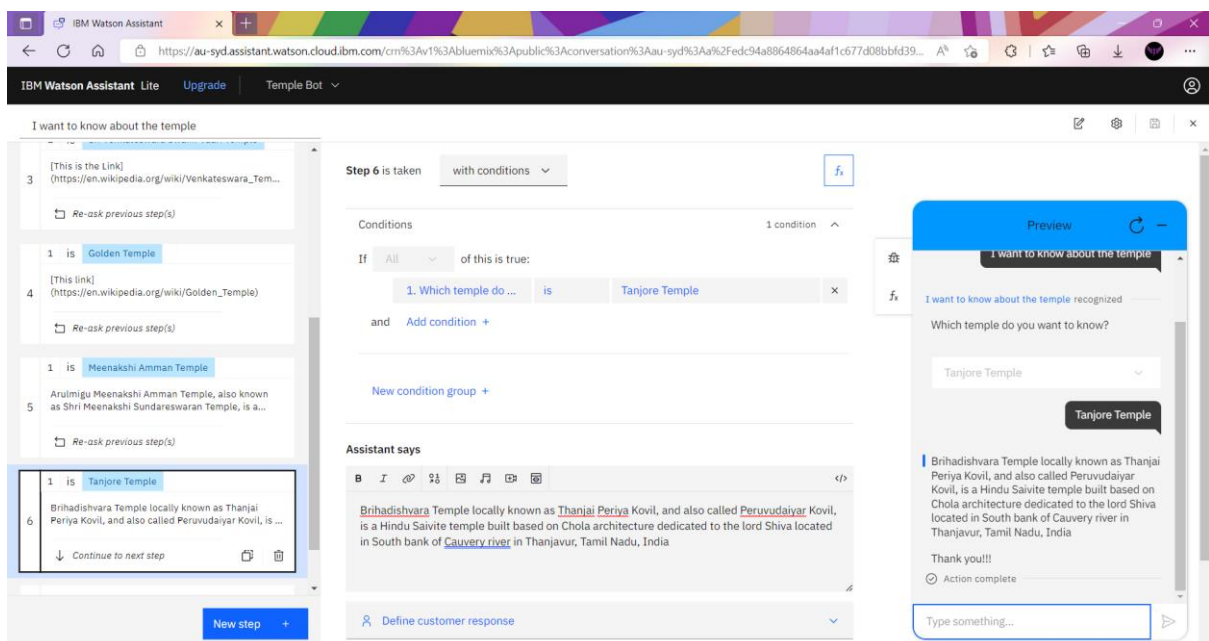 IBM Watson Assistant
https://au-syd.assistant.watson.cloud.ibm.com/crn%3Av1%3Abluemix%3Apublic%3Aconversation%3Aau-syd%3Aa%2Fedc94a8864864aa4af1c677d08bbfd39...
IBM Watson Assistant Lite Upgrade Temple Bot
I want to know about the temple
[This is the Link]
(https://en.wikipedia.org/wiki/Venkateswara_Tem...
3
Re-ask previous step(s)
1 is Golden Temple
[This link]
(https://en.wikipedia.org/wiki/Golden_Temple)
4
Re-ask previous step(s)
1 is Meenakshi Amman Temple
Arulmigu Meenakshi Amman Temple, also known
as Shri Meenakshi Sundareswaran Temple, is a...
5
Re-ask previous step(s)
1 is Tanjore Temple
Brihadishvara Temple locally known as Thanjai
Periya Kovil, and also called Peruvudaiyar Kovil, is ...
6
Continue to next step
New step +
Step 6 is taken with conditions
fx
Conditions 1 condition
If All of this is true:
1. Which temple do ... is Tanjore Temple ×
and Add condition +
New condition group +
Assistant says
B I
Brihadishvara Temple locally known as Thanjai Periya Kovil, and also called Peruvudaiyar Kovil,
is a Hindu Saivite temple built based on Chola architecture dedicated to the lord Shiva located
in South bank of Cauvery river in Thanjavur, Tamil Nadu, India
Define customer response
fx
Preview
I want to know about the temple
I want to know about the temple recognized
Which temple do you want to know?
Tanjore Temple
Tanjore Temple
Brihadishvara Temple locally known as Thanjai
Periya Kovil, and also called Peruvudaiyar
Kovil, is a Hindu Saivite temple built based on
Chola architecture dedicated to the lord Shiva
located in South bank of Cauvery river in
Thanjavur, Tamil Nadu, India
Thank you!!!
Action complete
Type something...